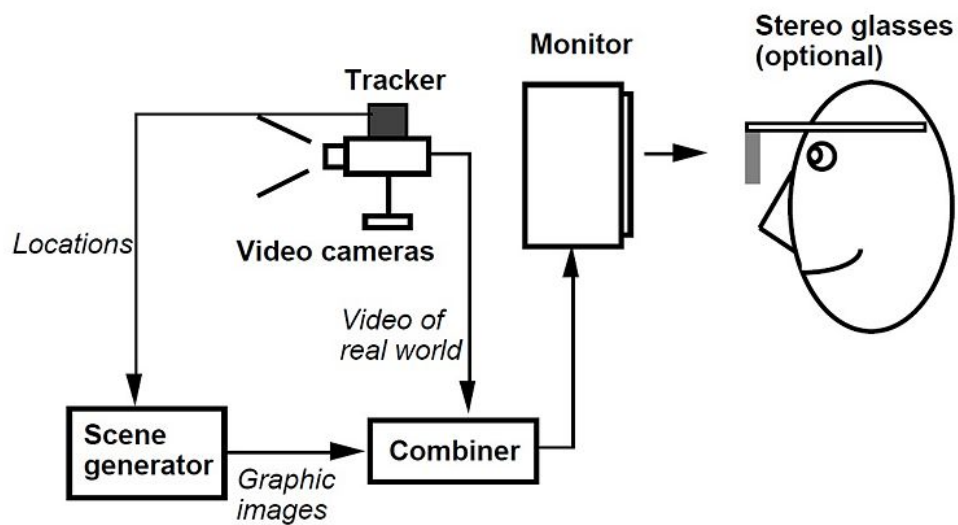 Stereo glasses
(optional)
Monitor
Tracker
Locations
Video cameras
Video of
real world
Scene
generator
Graphic
images
Combiner